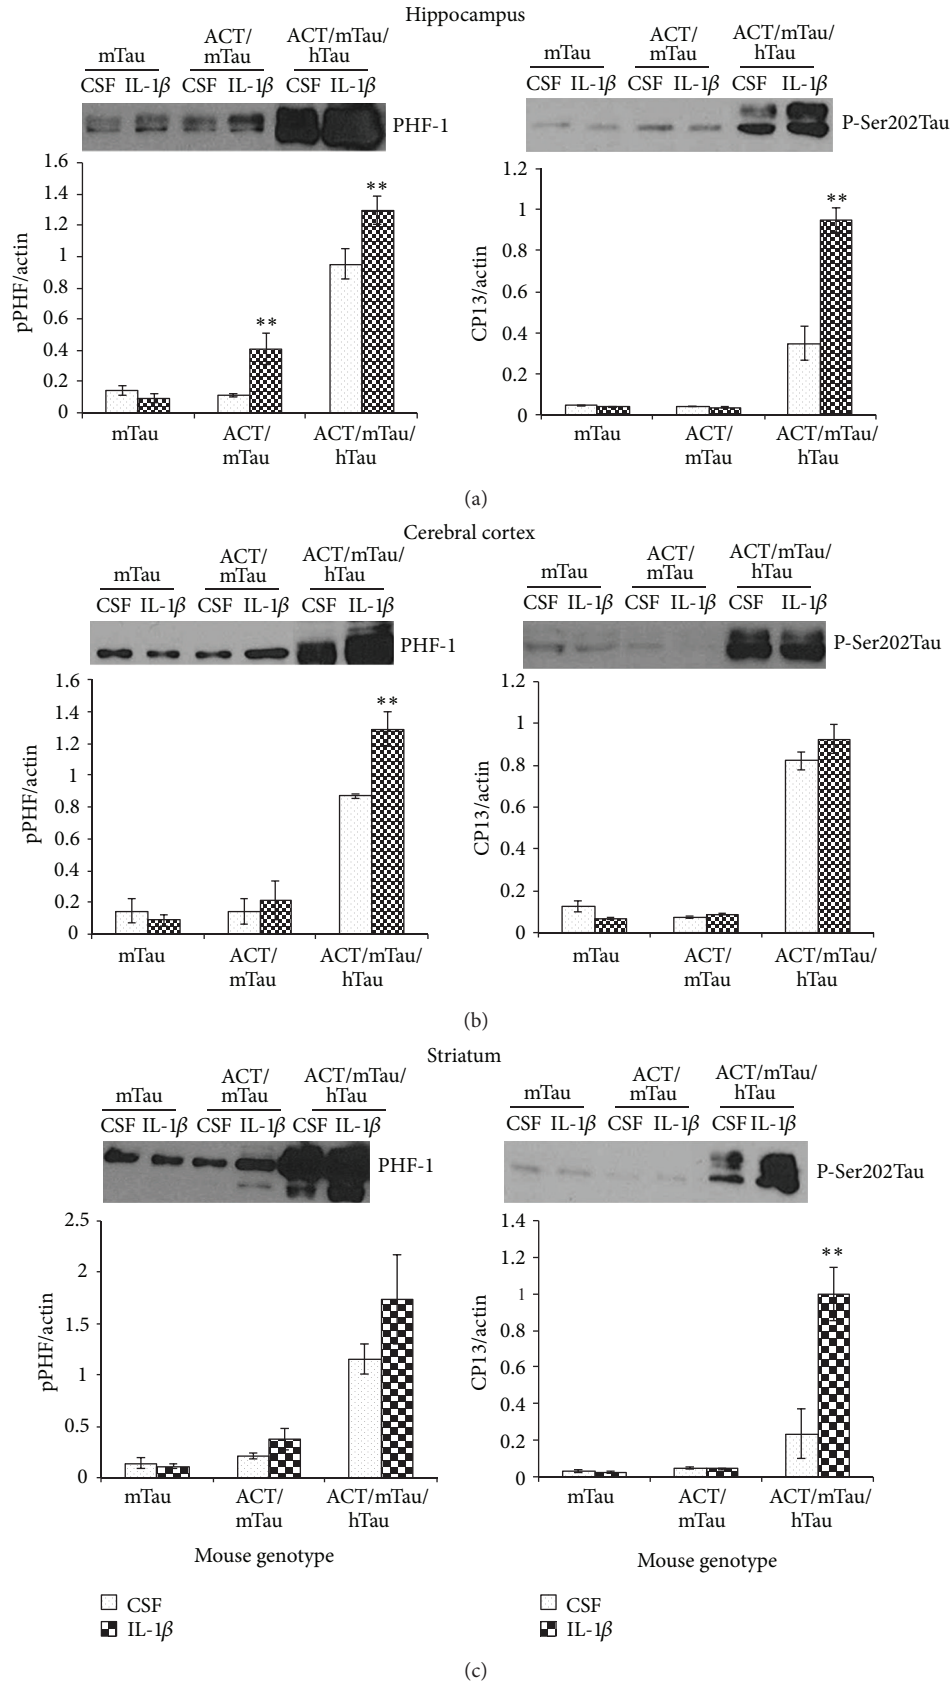 Hippocampus
mTau
ACT/
mTau
ACT/mTau/
hTau
CSF IL-1β CSF IL-1β CSF IL-1β
PHF-1
1.6
1.4
1.2
1
0.8
0.6
0.4
0.2
0
pPHF/actin
**
**
mTau
ACT/
mTau
ACT/mTau/
hTau
mTau
ACT/
mTau
ACT/mTau/
hTau
CSF IL-1β CSF IL-1β CSF IL-1β
P-Ser202Tau
1.2
1
0.8
0.6
0.4
0.2
0
CP13/actin
**
mTau
ACT/
mTau
ACT/mTau/
hTau
(a)
Cerebral cortex
mTau
ACT/
mTau
ACT/mTau/
hTau
CSF IL-1β CSF IL-1β CSF IL-1β
PHF-1
1.6
1.4
1.2
1
0.8
0.6
0.4
0.2
0
pPHF/actin
**
mTau
ACT/
mTau
ACT/mTau/
hTau
mTau
ACT/
mTau
ACT/mTau/
hTau
CSF IL-1β CSF IL-1β CSF IL-1β
P-Ser202Tau
1.2
1
0.8
0.6
0.4
0.2
0
CP13/actin
mTau
ACT/
mTau
ACT/mTau/
hTau
(b)
Striatum
mTau
ACT/
mTau
ACT/mTau/
hTau
CSF IL-1β CSF IL-1β CSF IL-1β
PHF-1
2.5
2
1.5
1
0.5
0
pPHF/actin
mTau
ACT/
mTau
ACT/mTau/
hTau
Mouse genotype
CSF
IL-1β
mTau
ACT/
mTau
ACT/mTau/
hTau
CSF IL-1β CSF IL-1β CSF IL-1β
P-Ser202Tau
1.4
1.2
1
0.8
0.6
0.4
0.2
0
CP13/actin
**
mTau
ACT/
mTau
ACT/mTau/
hTau
Mouse genotype
CSF
IL-1β
(c)